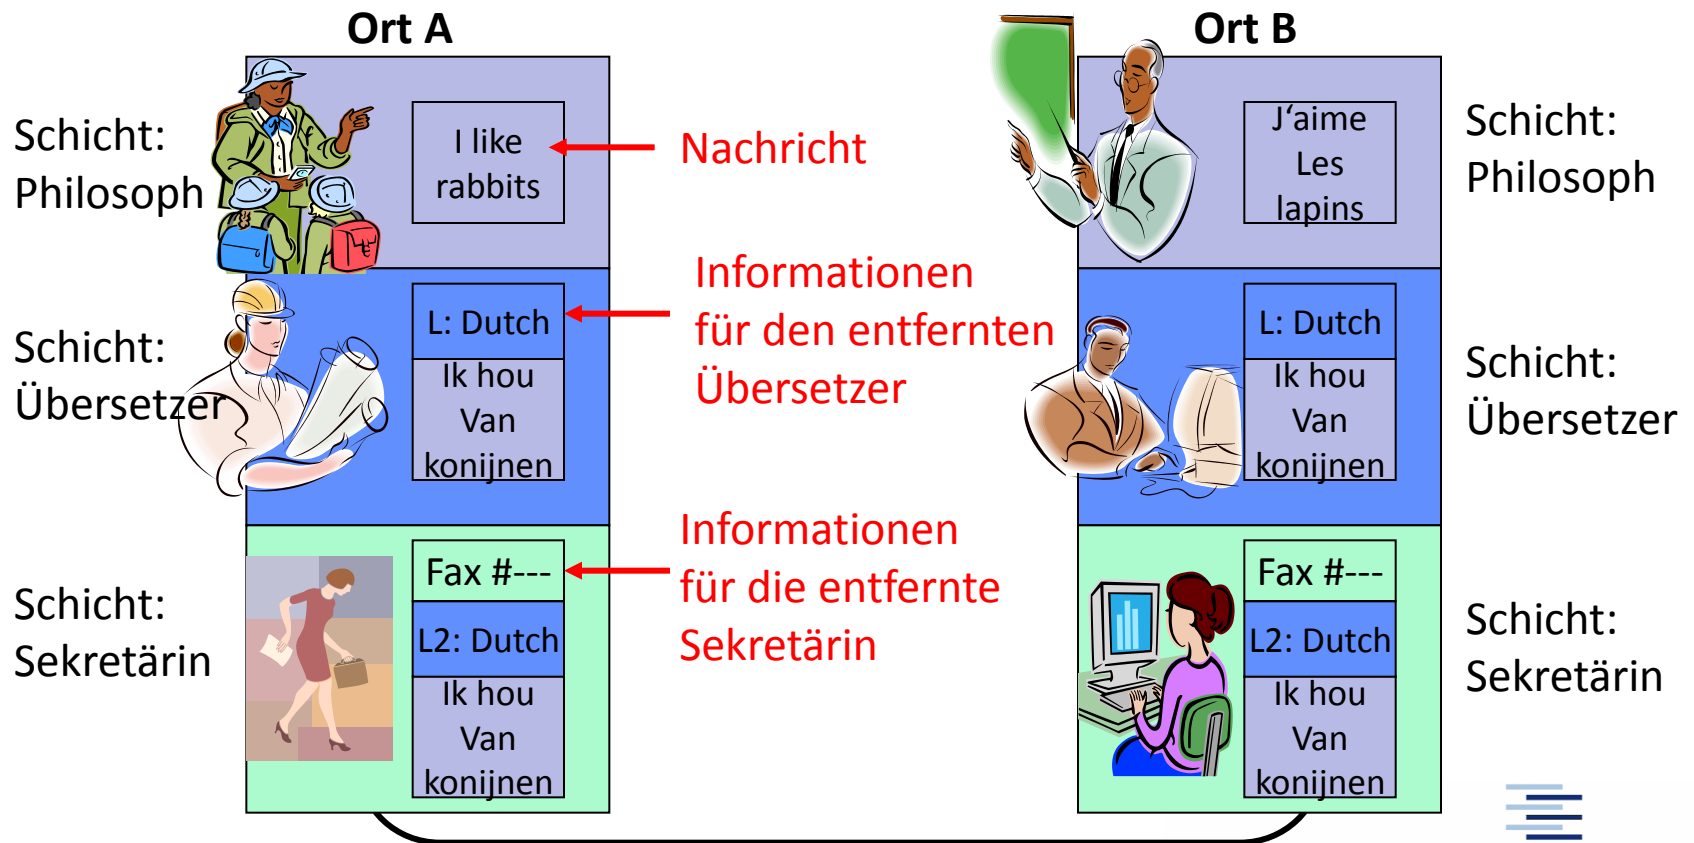 Ort A
Ort B
Schicht:
Philosoph
I like
rabbits
Nachricht
J‘aime
Les
lapins
Schicht:
Philosoph
Schicht:
Übersetzer
L: Dutch
Ik hou
Van
konijnen
Informationen
für den entfernten
Übersetzer
L: Dutch
Ik hou
Van
konijnen
Schicht:
Übersetzer
Schicht:
Sekretärin
Fax #---
L2: Dutch
Ik hou
Van
konijnen
Informationen
für die entfernte
Sekretärin
Fax #---
L2: Dutch
Ik hou
Van
konijnen
Schicht:
Sekretärin